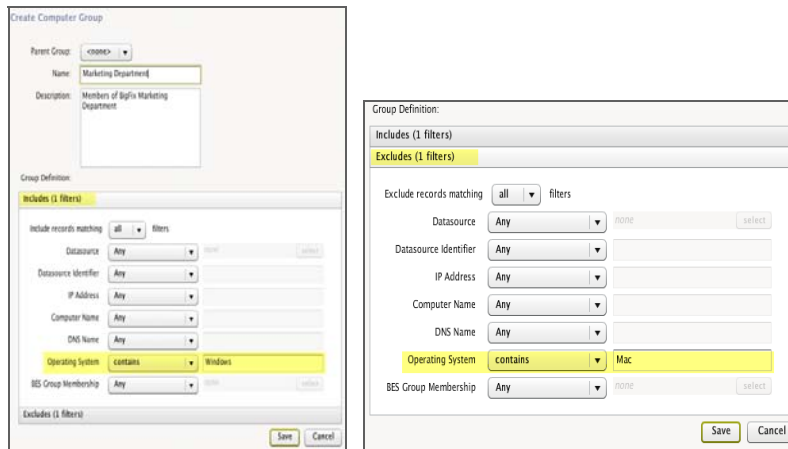 Create Computer Group
Parent Group: <none>
Name: Marketing Department
Description: Members of BigFix Marketing
Department
Group Definition:
Includes (1 filters)
Include records matching all filters
Datasource Any none select
Datasource Identifier Any
IP Address Any
Computer Name Any
DNS Name Any
Operating System contains Windows
BES Group Membership Any none select
Excludes (1 filters)
Save Cancel
Group Definition:
Includes (1 filters)
Excludes (1 filters)
Exclude records matching all filters
Datasource Any none select
Datasource Identifier Any
IP Address Any
Computer Name Any
DNS Name Any
Operating System contains Mac
BES Group Membership Any none select
Save Cancel